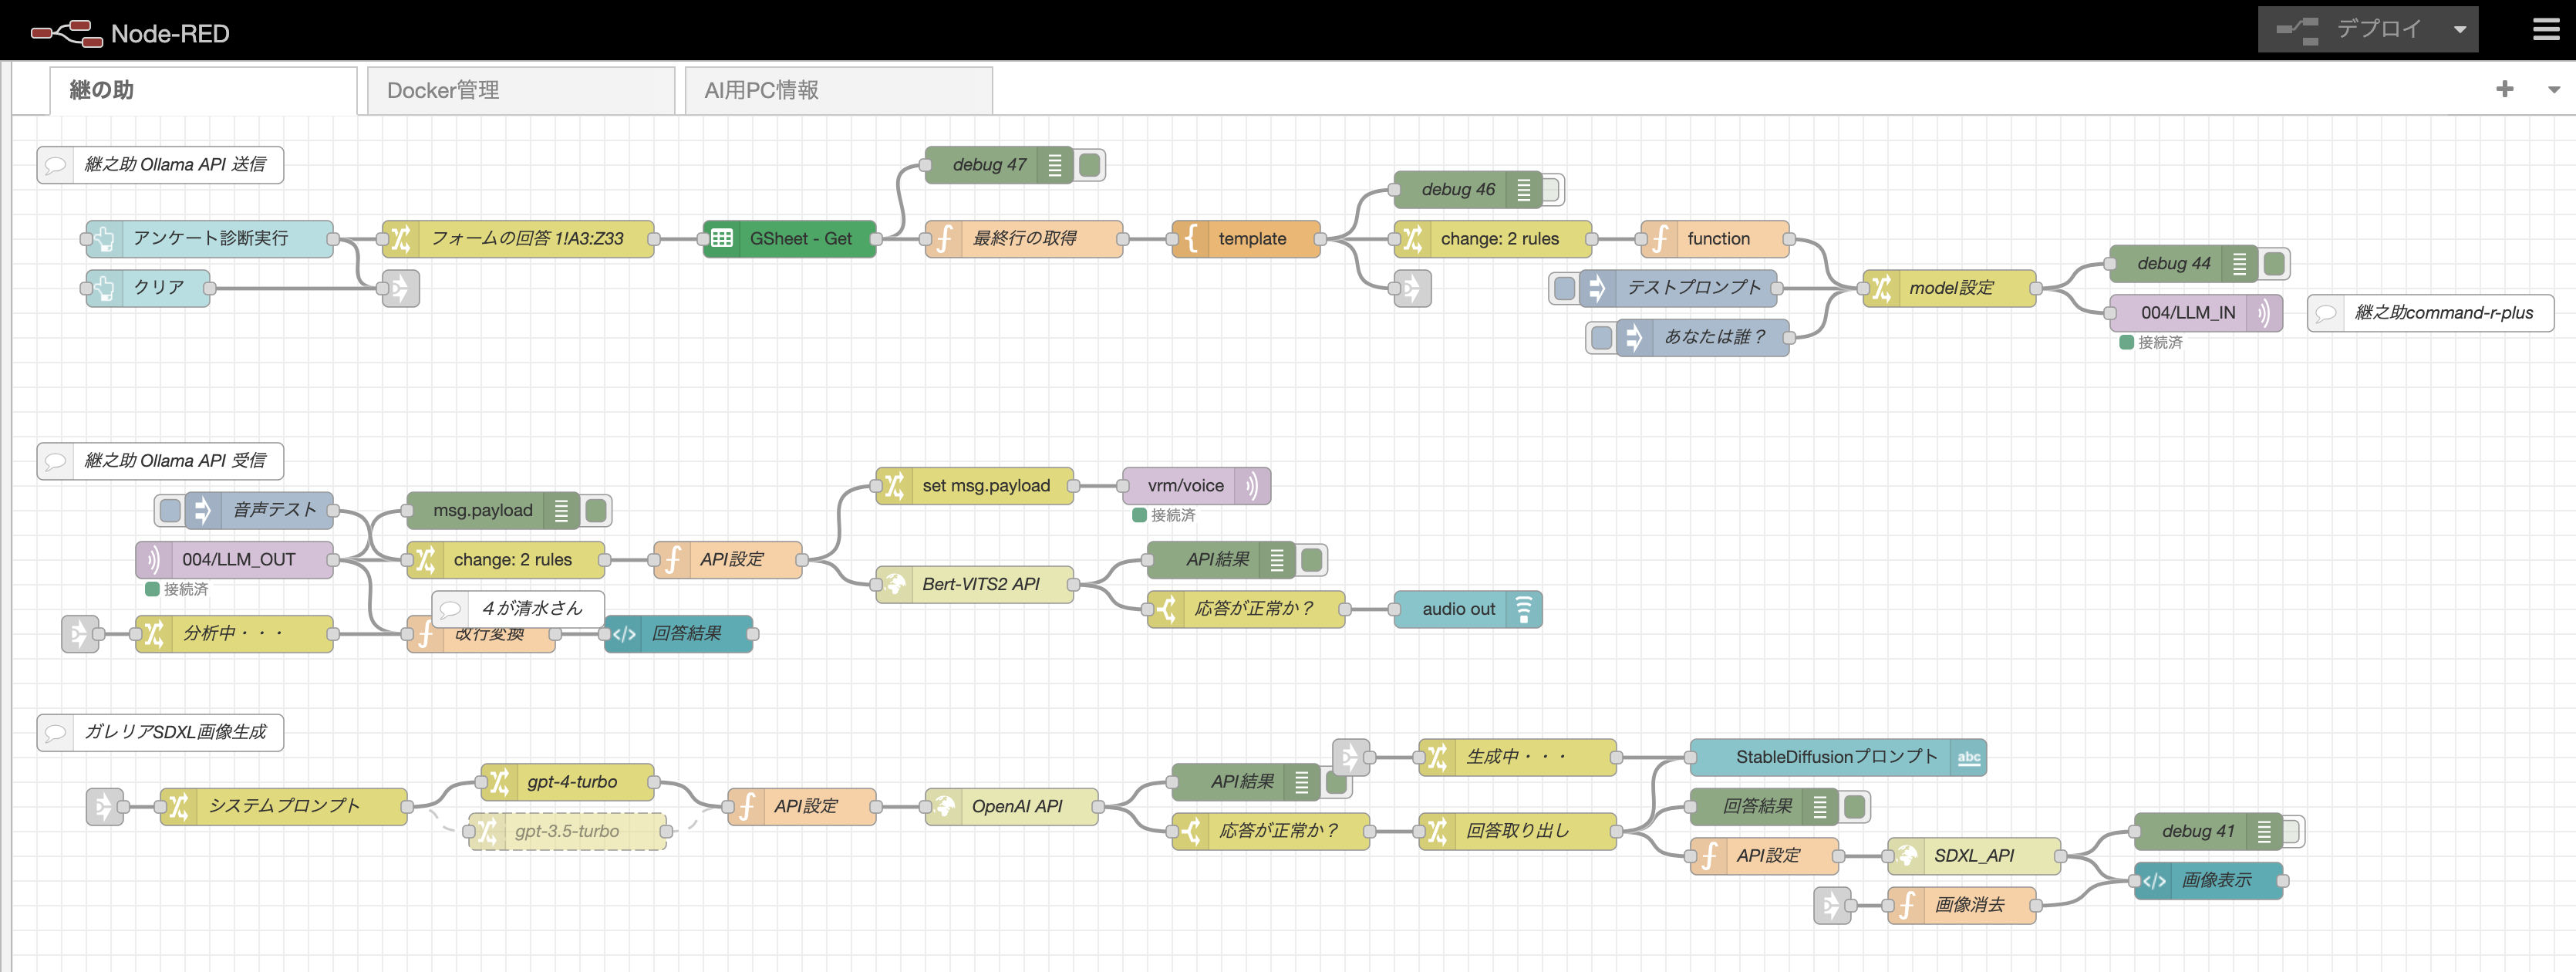 Node-RED
デプロイ
継の助
Docker管理
AI用PC情報
継之助 Ollama API 送信
debug 47
debug 46
アンケート診断実行
フォームの回答 1!A3:Z33
GSheet - Get
最終行の取得
template
change: 2 rules
function
debug 44
クリア
テストプロンプト
model設定
004/LLM_IN
継之助command-r-plus
あなたは誰？
接続済
継之助 Ollama API 受信
set msg.payload
vrm/voice
接続済
音声テスト
msg.payload
004/LLM_OUT
change: 2 rules
API設定
API結果
接続済
Bert-VITS2 API
４が清水さん
応答が正常か？
audio out
分析中・・・
改行変換
回答結果
ガレリアSDXL画像生成
生成中・・・
StableDiffusionプロンプト
abc
gpt-4-turbo
API結果
システムプロンプト
API設定
OpenAI API
回答結果
gpt-3.5-turbo
応答が正常か？
回答取り出し
debug 41
API設定
SDXL_API
画像表示
画像消去